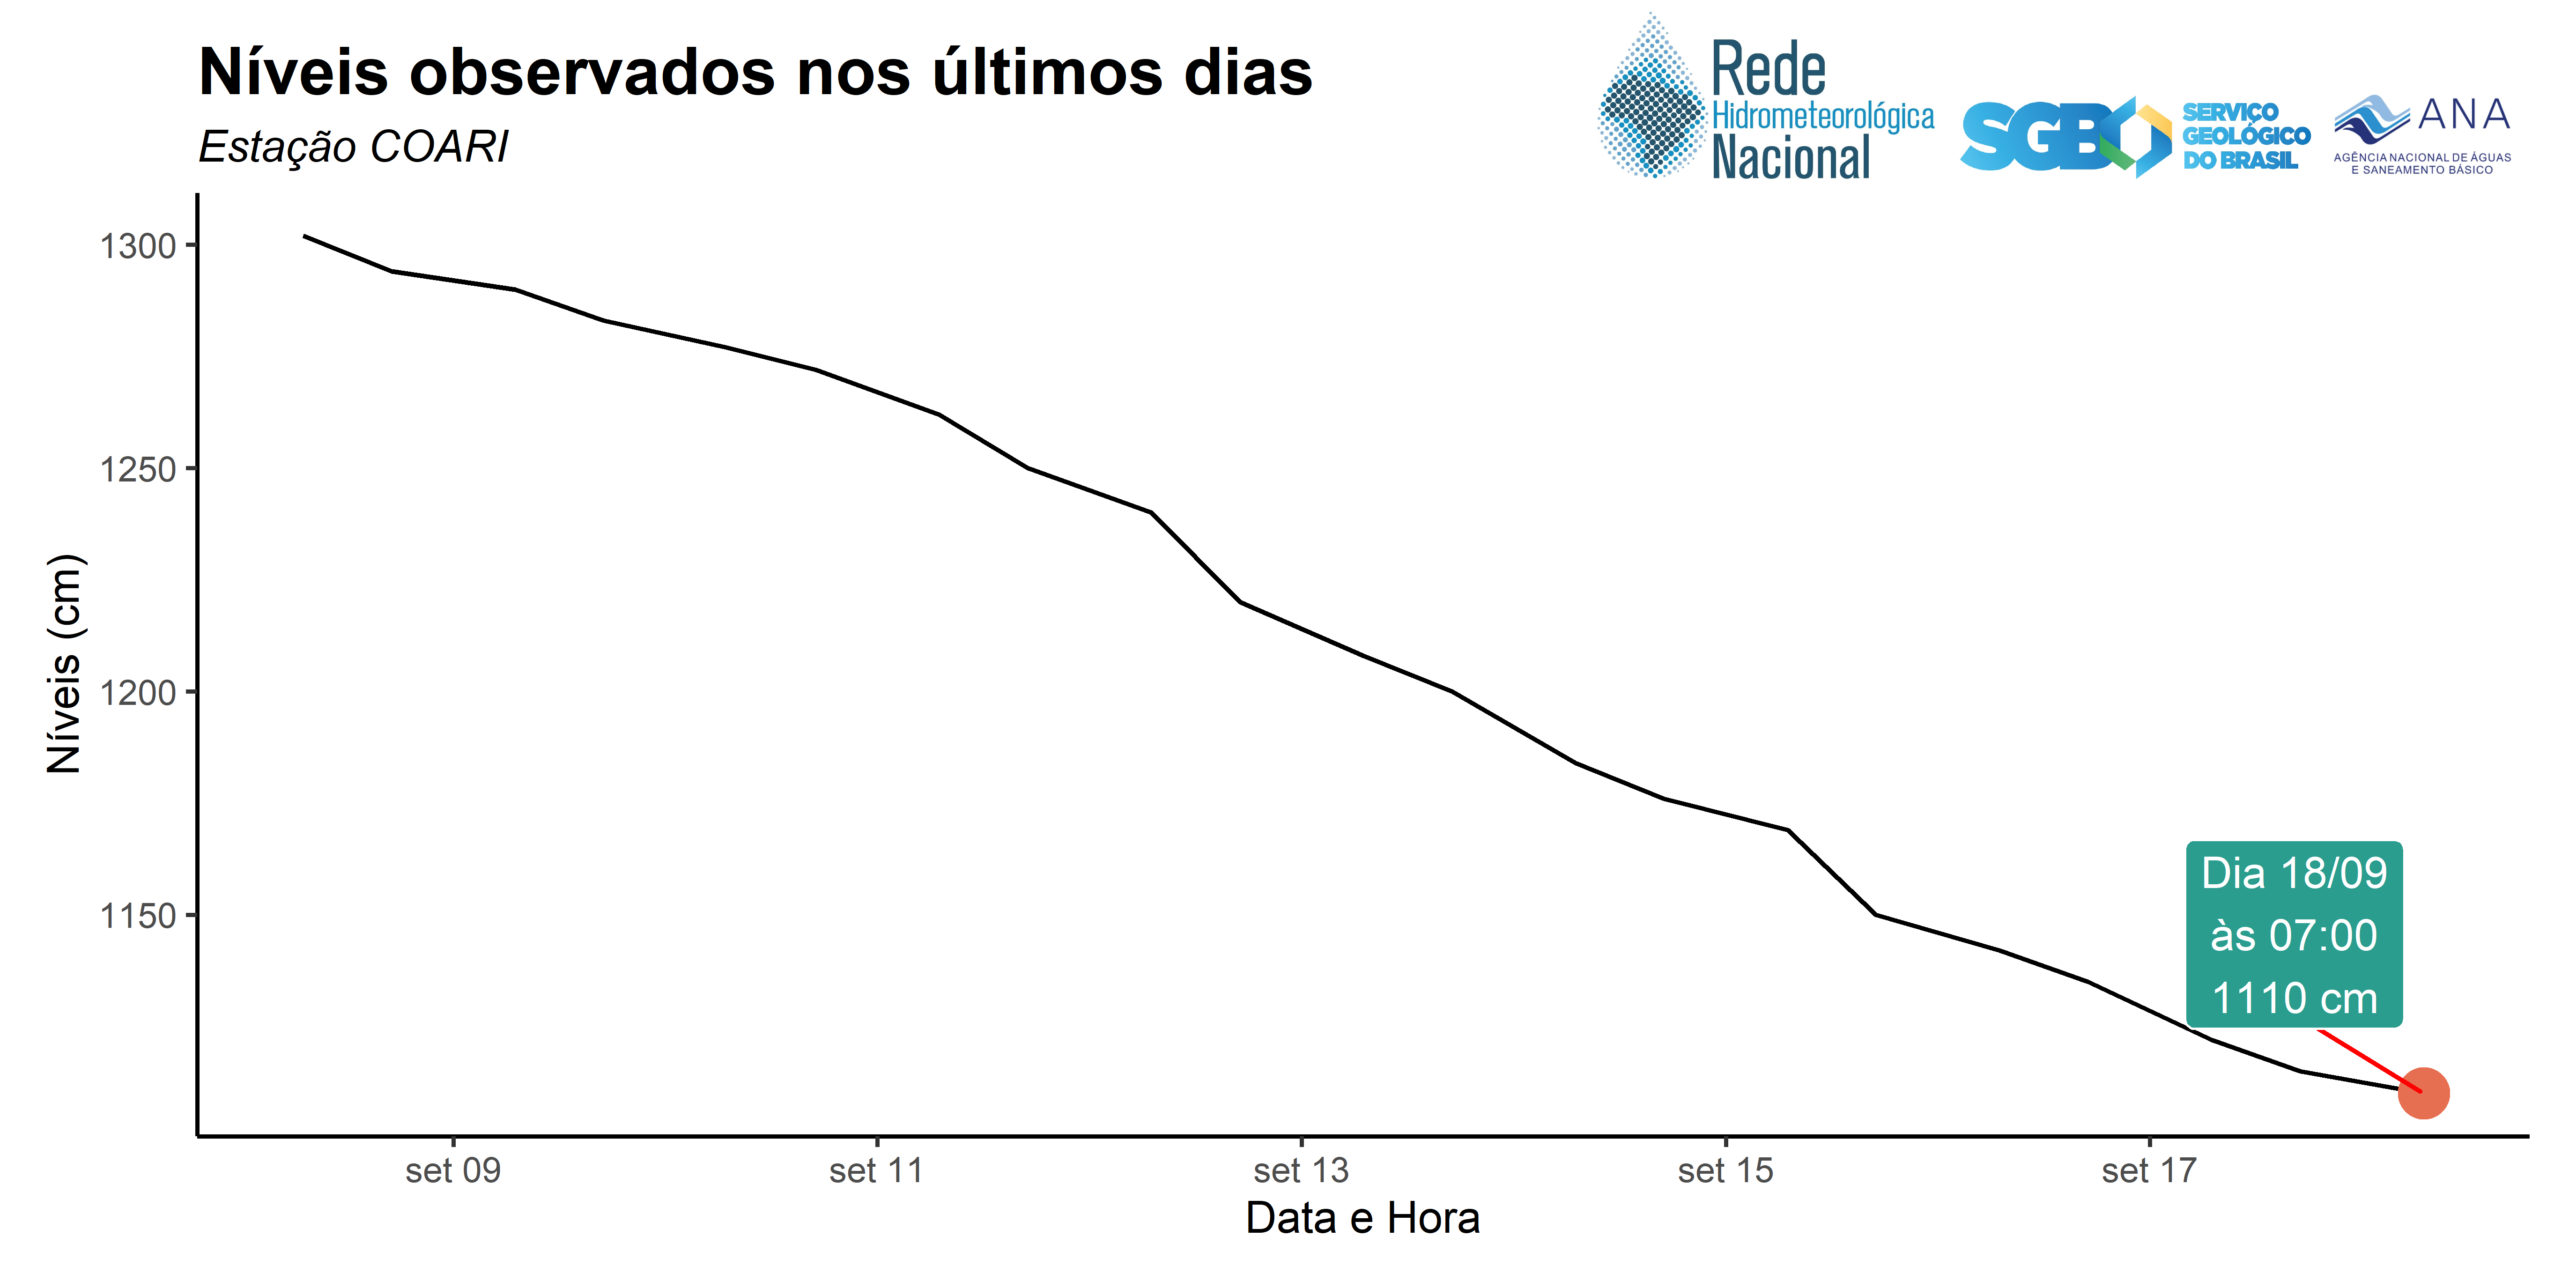 Níveis observados nos últimos dias
Estação COARI
Rede
Hidrometeorológica
Nacional
SGB
SERVIÇO
GEOLÓGICO
DO BRASIL
ANA
AGÊNCIA NACIONAL DE ÁGUAS
E SANEAMENTO BÁSICO
Níveis (cm)
1300
1250
1200
1150
Dia 18/09
às 07:00
1110 cm
set 09
set 11
set 13
set 15
set 17
Data e Hora